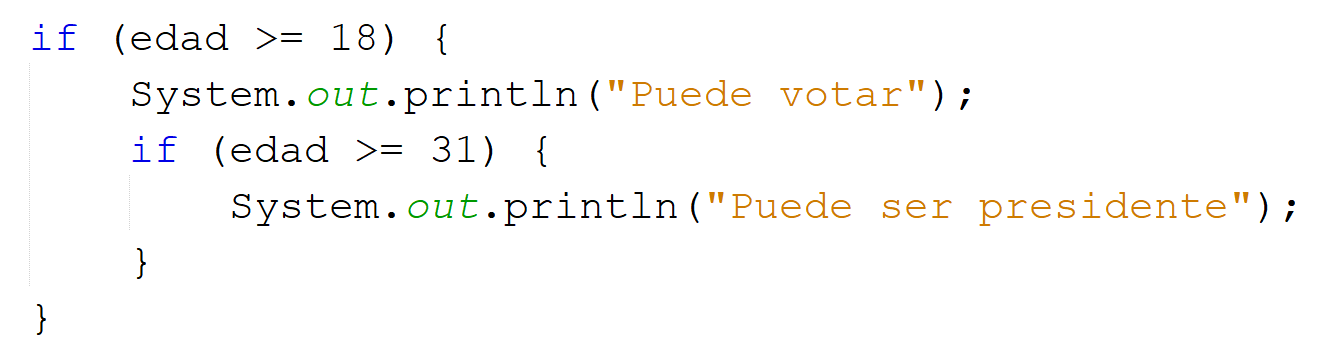 if (edad >= 18) {
System.out.println("Puede votar");
if (edad >= 31) {
System.out.println("Puede ser presidente");
}
}